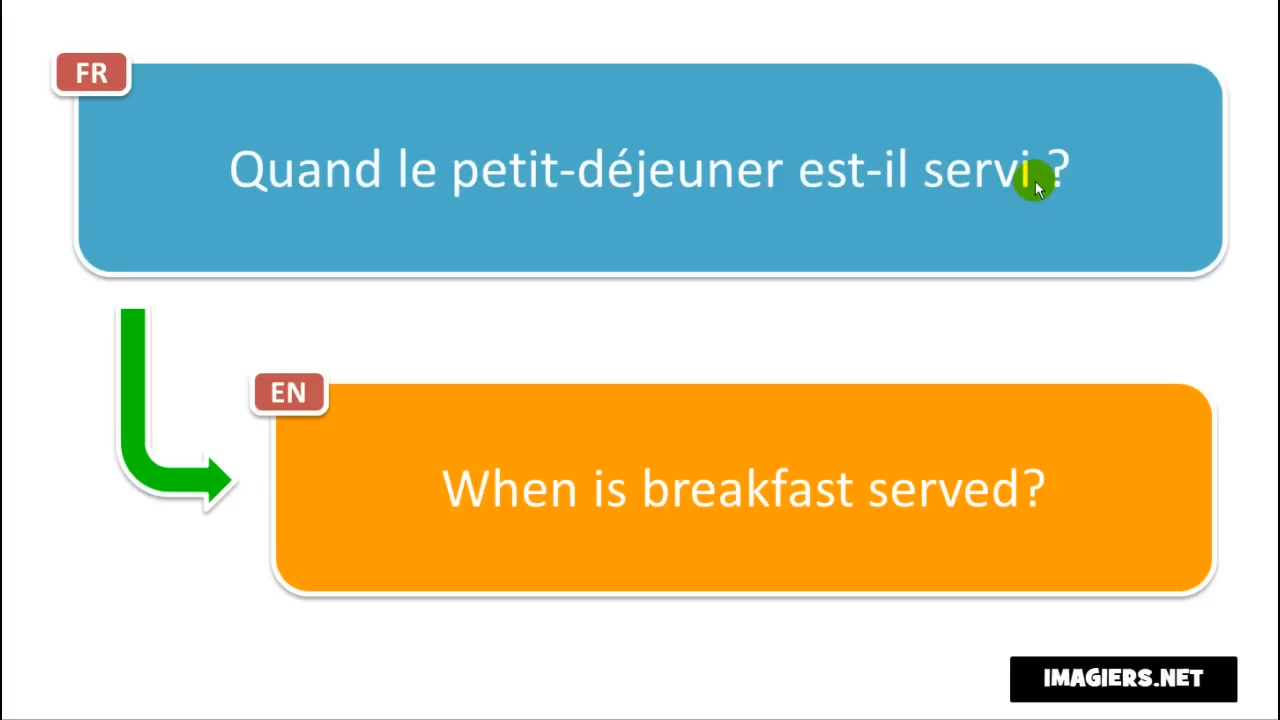 FR
Quand le petit-déjeuner est-il servi ?
EN
When is breakfast served?
IMAGIERS.NET